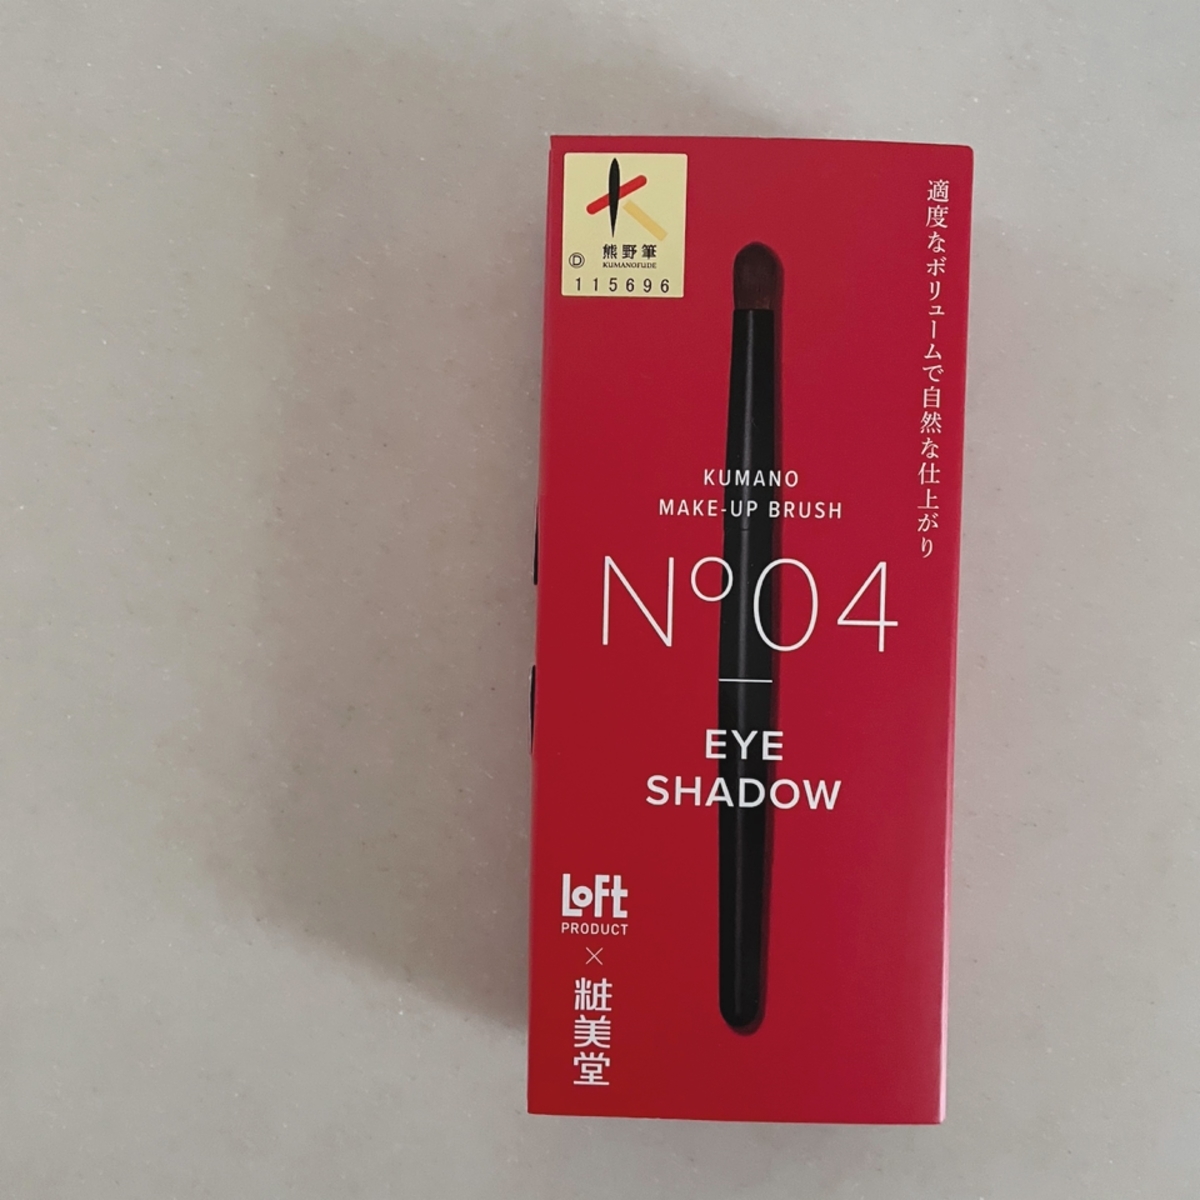 熊野筆
KUMANOFUDE
Ⓓ
115696
適度なボリュームで自然な仕上がり
KUMANO
MAKE-UP BRUSH
Nº04
EYE
SHADOW
LOFT
PRODUCT
×
粧美堂